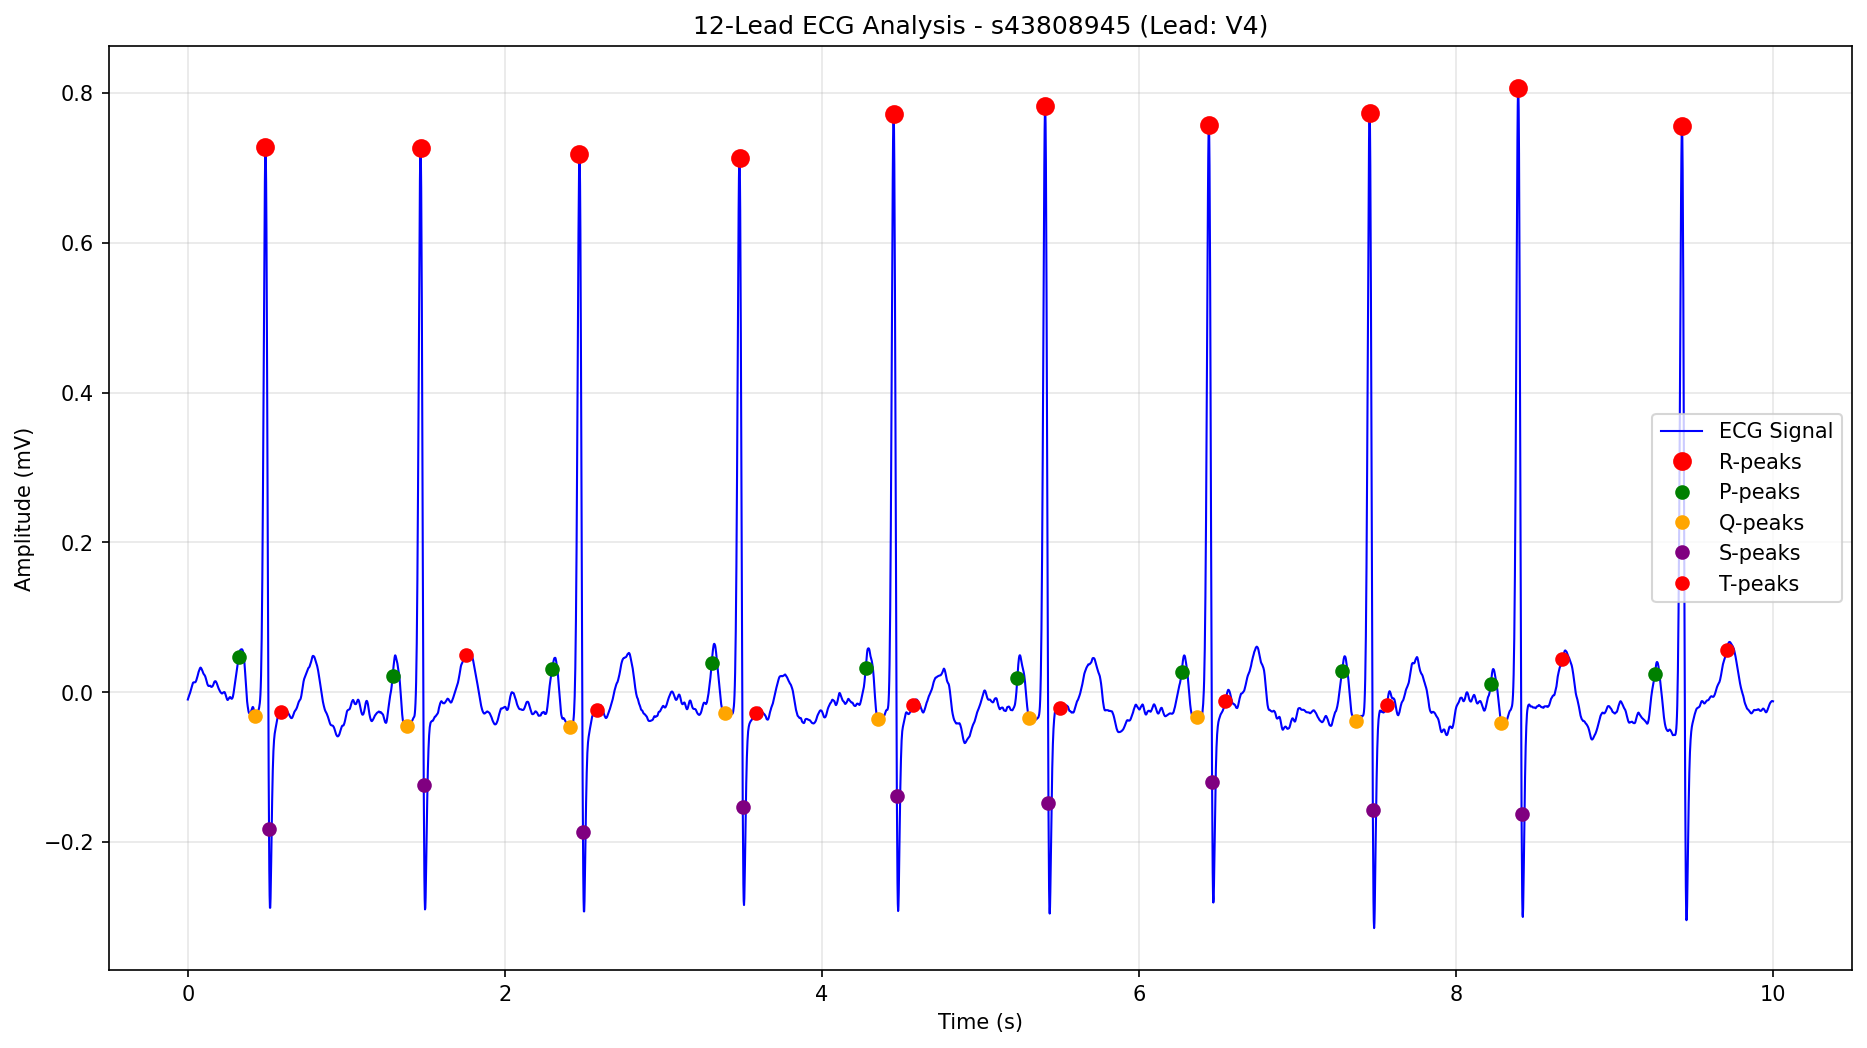 12-Lead ECG Analysis - s43808945 (Lead: V4)
Amplitude (mV)
0.8
0.6
0.4
0.2
0.0
−0.2
ECG Signal
R-peaks
P-peaks
Q-peaks
S-peaks
T-peaks
0 2 4 6 8 10
Time (s)